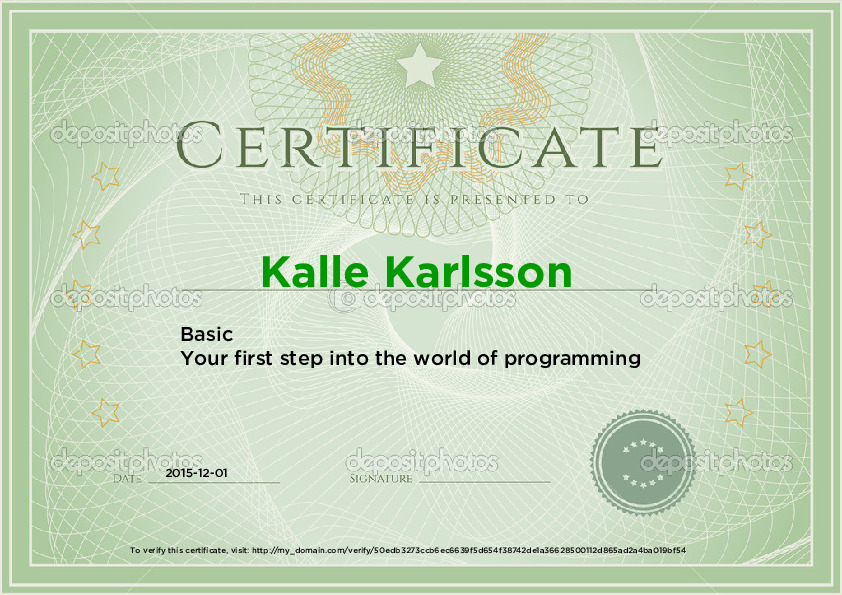 depositphotos depositphotos depositphotos
CERTIFICATE
THIS CERTIFICATE IS PRESENTED TO
Kalle Karlsson
depositphotos © depositphotos depositphotos
Basic
Your first step into the world of programming
depositphotos depositphotos depositphotos
DATE 2015-12-01 SIGNATURE
To verify this certificate, visit: http://my_domain.com/verify/50edb3273ccb6ec6639f5d654f38742de1a36628500112d865ad2a4ba019bf54